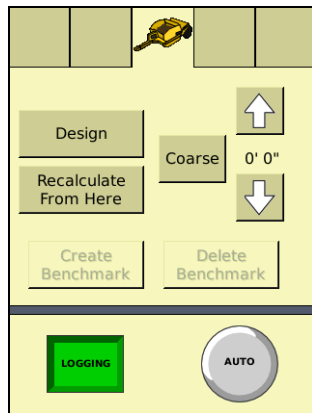 Design
Coarse
0' 0"
Recalculate
From Here
Create
Benchmark
Delete
Benchmark
LOGGING
AUTO